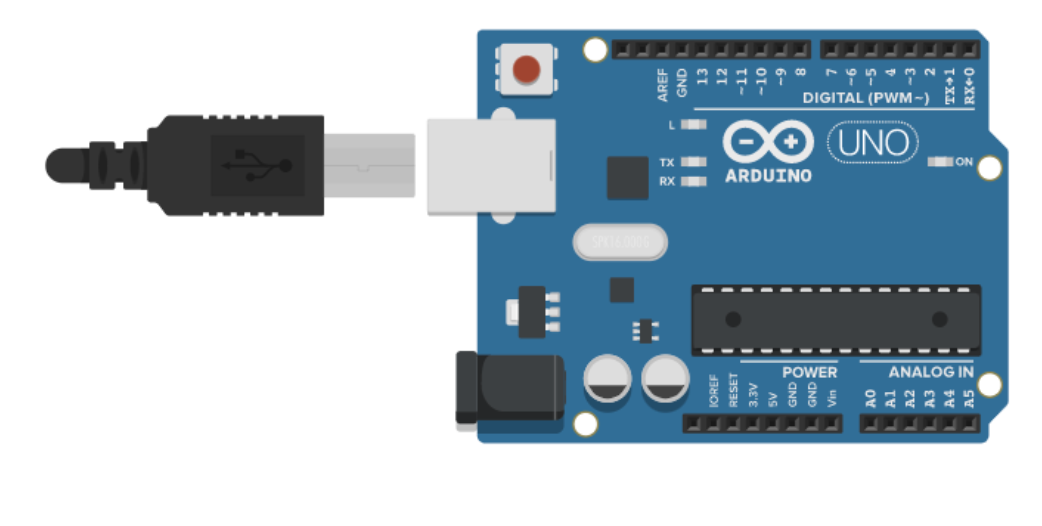 AREF
GND
13
12
~11
~10
~9
8
7
~6
~5
4
~3
2
TX→1
RX←0
DIGITAL (PWM~)
L
TX
RX
ARDUINO
UNO
ON
POWER
ANALOG IN
IOREF
RESET
3.3V
5V
GND
GND
Vin
A0
A1
A2
A3
A4
A5